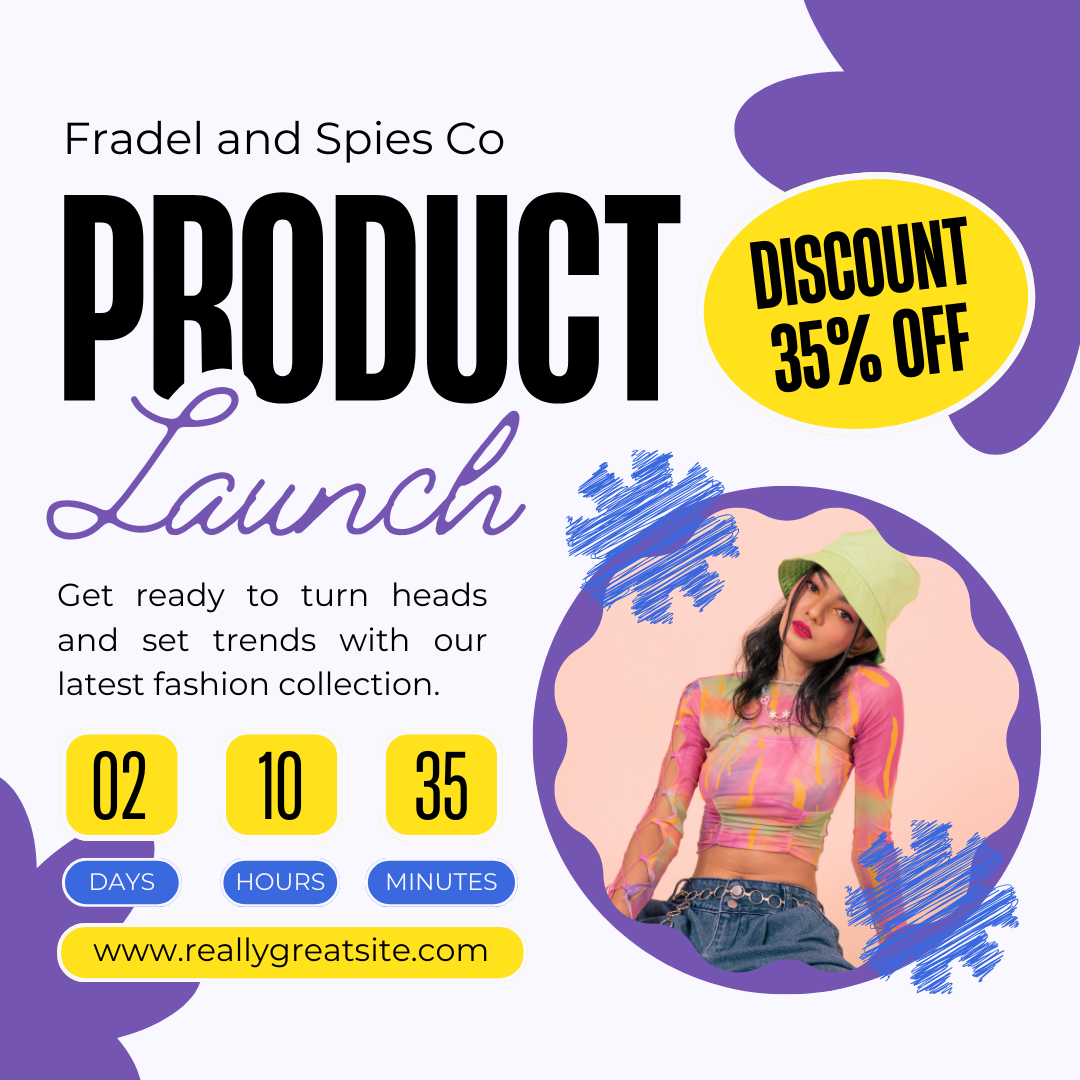 Fradel and Spies Co
PRODUCT
Launch
DISCOUNT
35% OFF
Get ready to turn heads
and set trends with our
latest fashion collection.
02 10 35
DAYS HOURS MINUTES
www.reallygreatsite.com